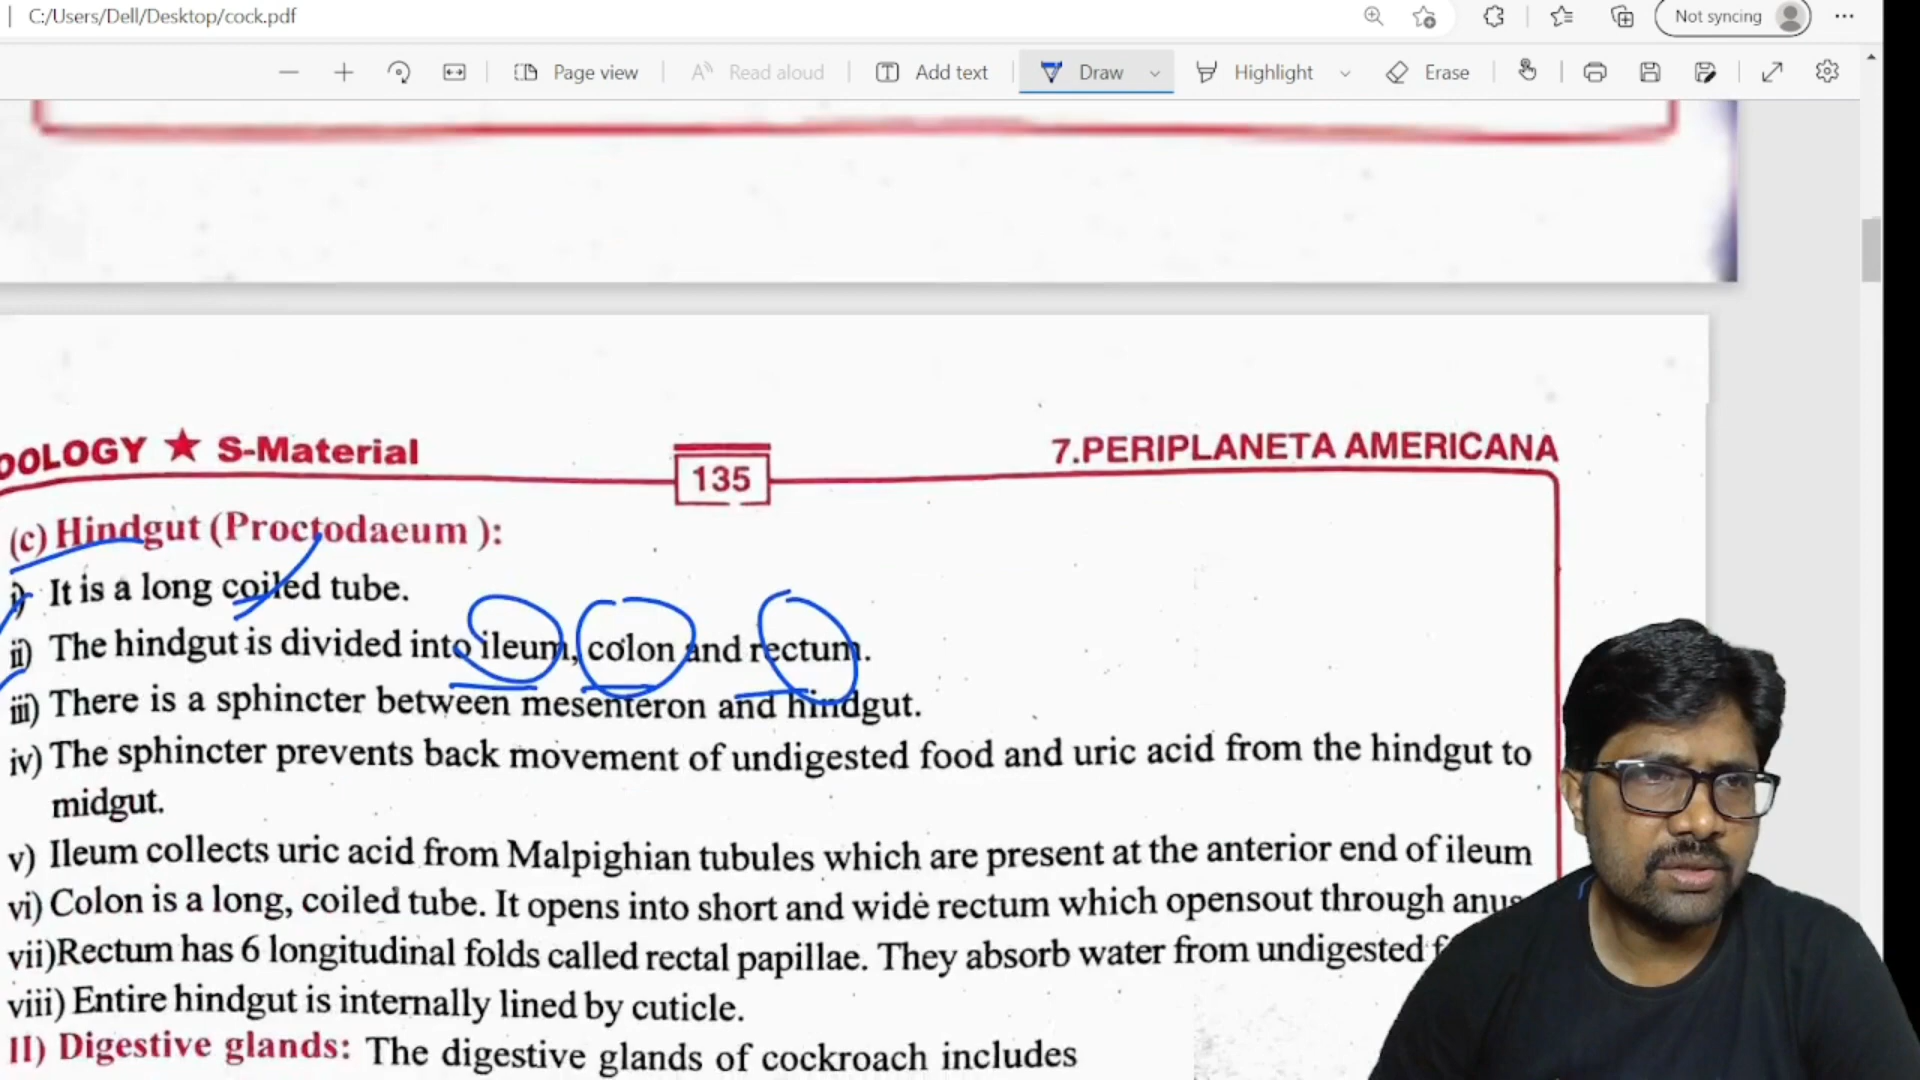 C:/Users/Dell/Desktop/cock.pdf
Not syncing
Page view
Read aloud
Add text
Draw
Highlight
Erase
OOLOGY ★ S-Material
135
7.PERIPLANETA AMERICANA
(c) Hindgut (Proctodaeum ):
i) It is a long coiled tube.
ii) The hindgut is divided into ileum, colon and rectum.
iii) There is a sphincter between mesenteron and hindgut.
iv) The sphincter prevents back movement of undigested food and uric acid from the hindgut to
midgut.
v) Ileum collects uric acid from Malpighian tubules which are present at the anterior end of ileum
vi) Colon is a long, coiled tube. It opens into short and wide rectum which opensout through anus
vii)Rectum has 6 longitudinal folds called rectal papillae. They absorb water from undigested
viii) Entire hindgut is internally lined by cuticle.
II) Digestive glands: The digestive glands of cockroach includes